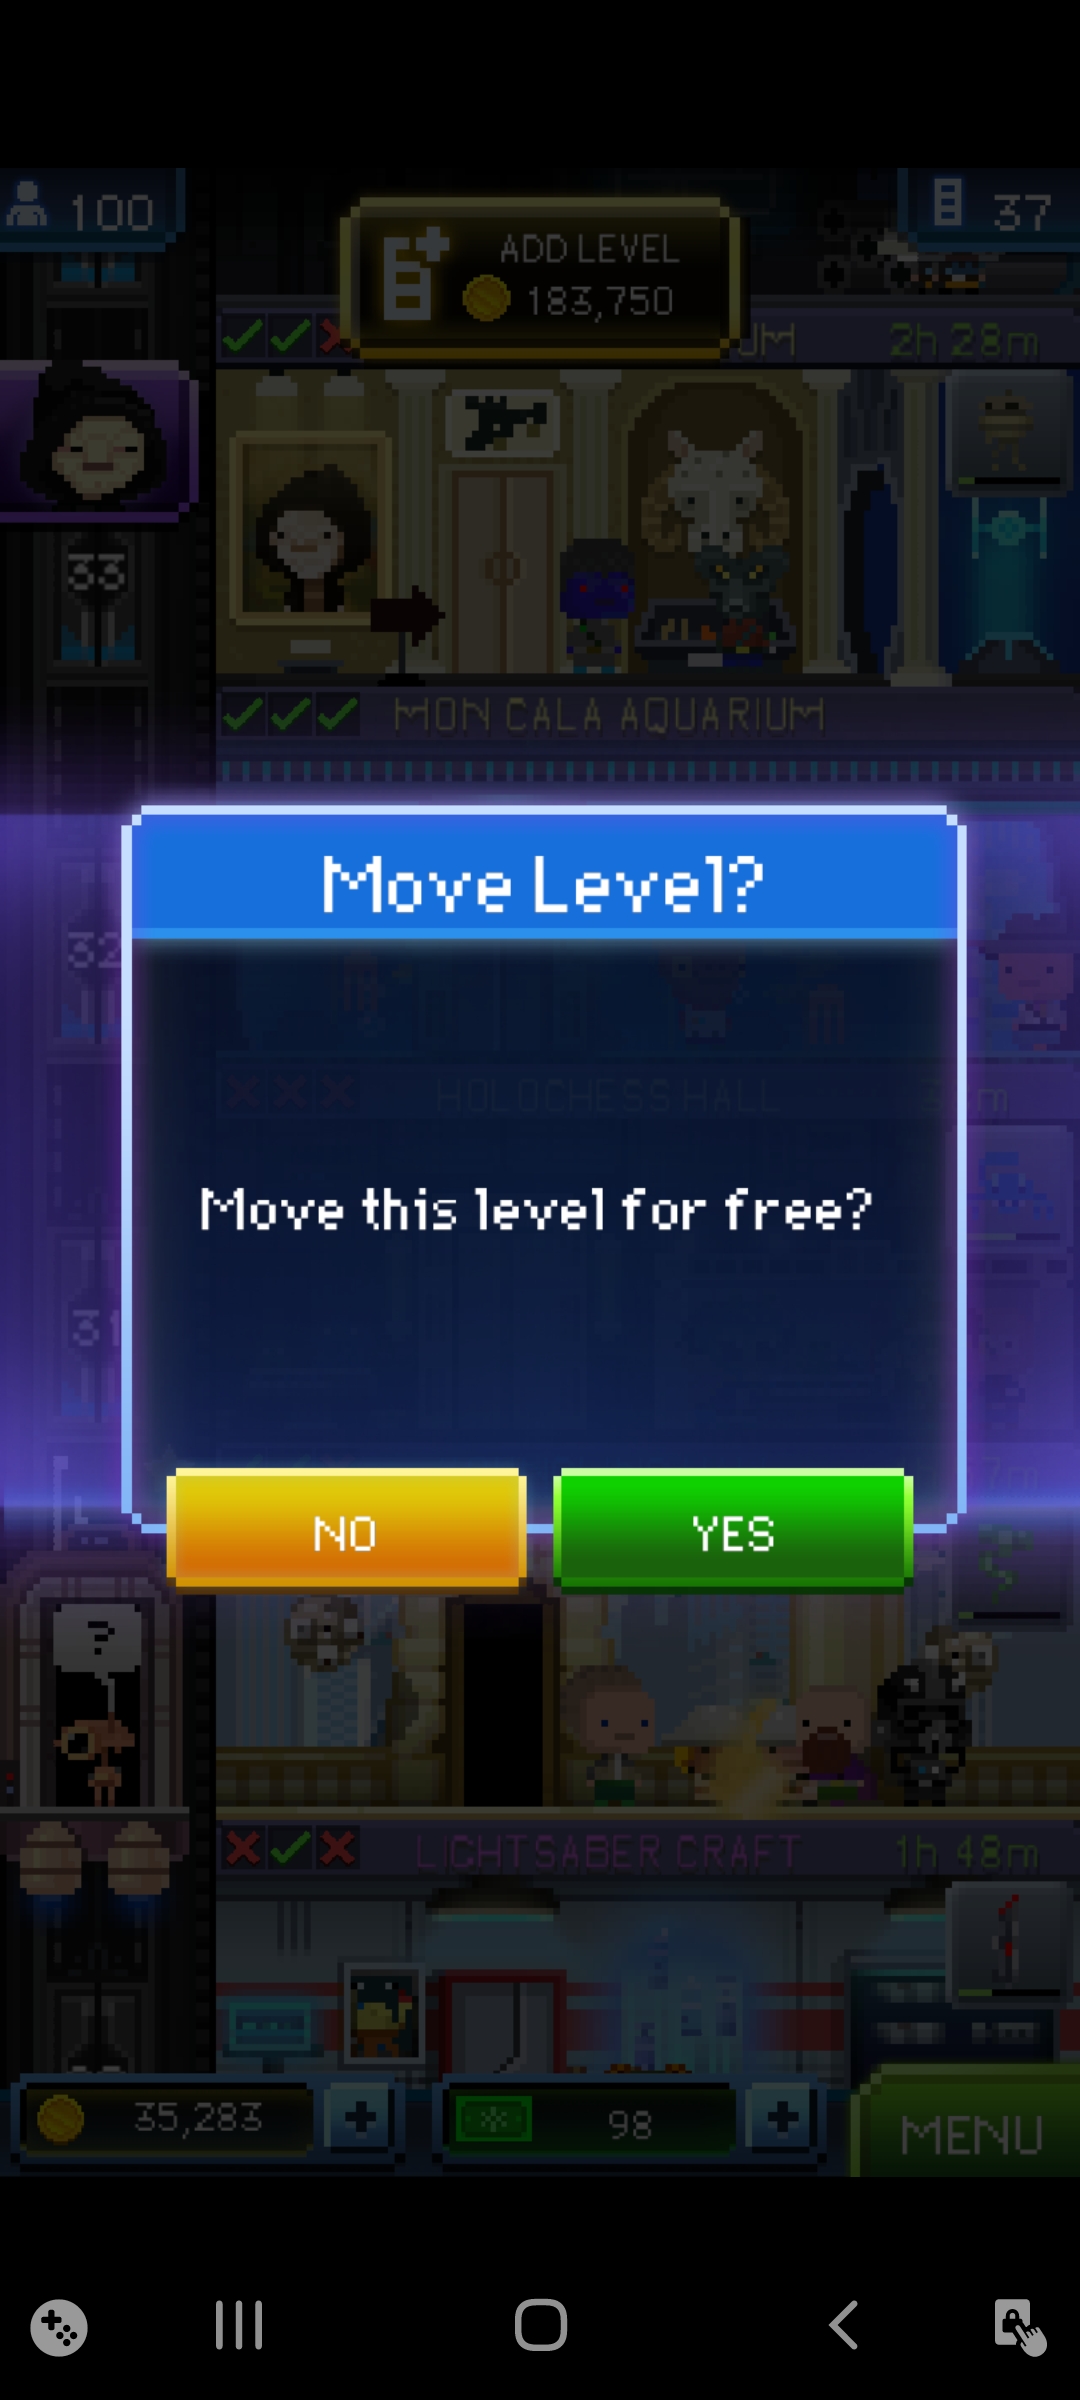 100
37
ADD LEVEL
183,750
UM
2h 28m
33
MON CALA AQUARIUM
Move Level?
32
HOLOCHESS HALL
Move this level for free?
31
NO
YES
?
LIGHTSABER CRAFT
1h 48m
35,283
98
MENU